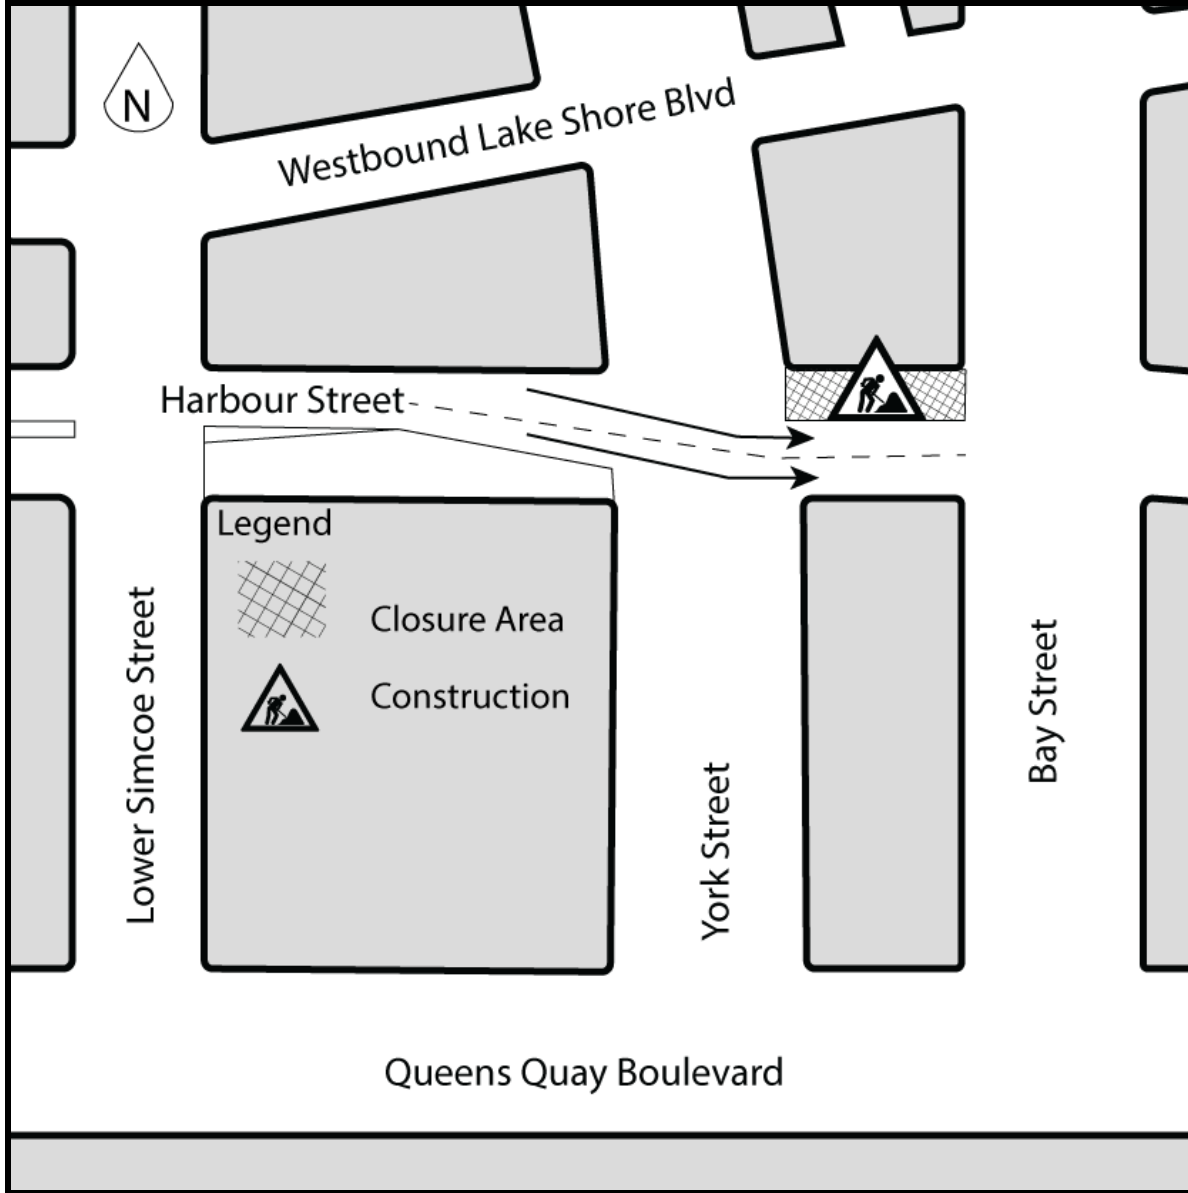 N
Westbound Lake Shore Blvd
Harbour Street
Legend
Closure Area
Construction
Lower Simcoe Street
York Street
Bay Street
Queens Quay Boulevard